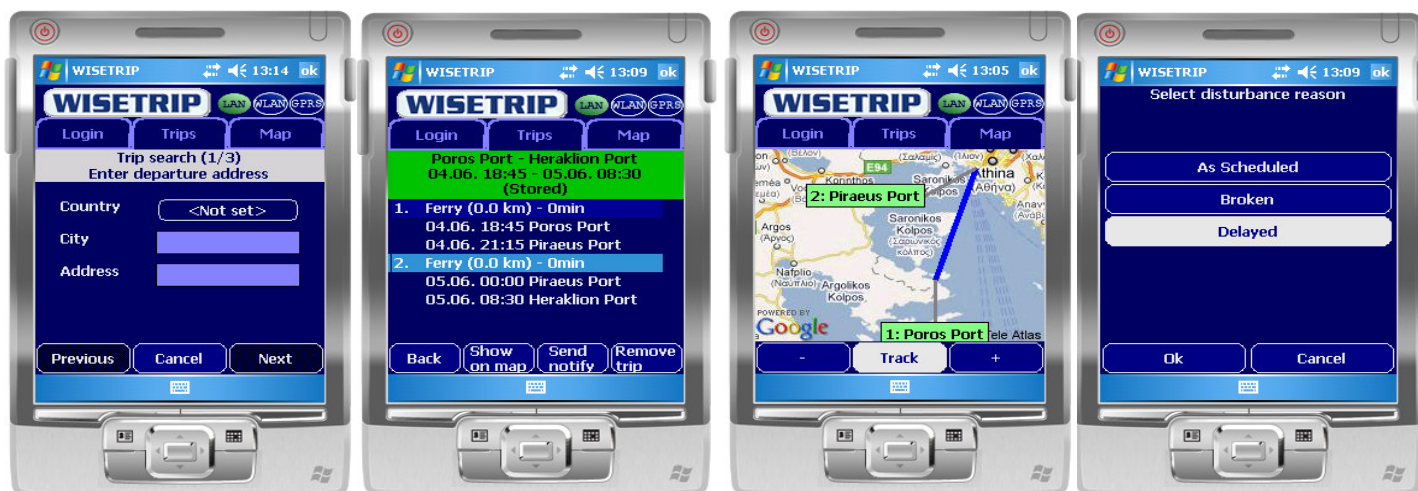 WISETRIP 13:14 ok
WISETRIP LAN WLAN GPRS
Login Trips Map
Trip search (1/3)
Enter departure address
Country <Not set>
City
Address
Previous Cancel Next
WISETRIP 13:09 ok
WISETRIP LAN WLAN GPRS
Login Trips Map
Poros Port - Heraklion Port
04.06. 18:45 - 05.06. 08:30
(Stored)
1. Ferry (0.0 km) - 0min
04.06. 18:45 Poros Port
04.06. 21:15 Piraeus Port
2. Ferry (0.0 km) - 0min
05.06. 00:00 Piraeus Port
05.06. 08:30 Heraklion Port
Back Show on map Send notify Remove trip
WISETRIP 13:05 ok
WISETRIP LAN WLAN GPRS
Login Trips Map
E94
Korinthos
Athina
Αθήνα
2: Piraeus Port
Saronikos
Kolpos
(Σαρωνικός
κόλπος)
Argos
(Άργος)
Nafplio
(Ναύπλιο)
Argolikos
Kolpos
POWERED BY
Google
1: Poros Port
Tele Atlas
- Track +
WISETRIP 13:09 ok
Select disturbance reason
As Scheduled
Broken
Delayed
Ok Cancel